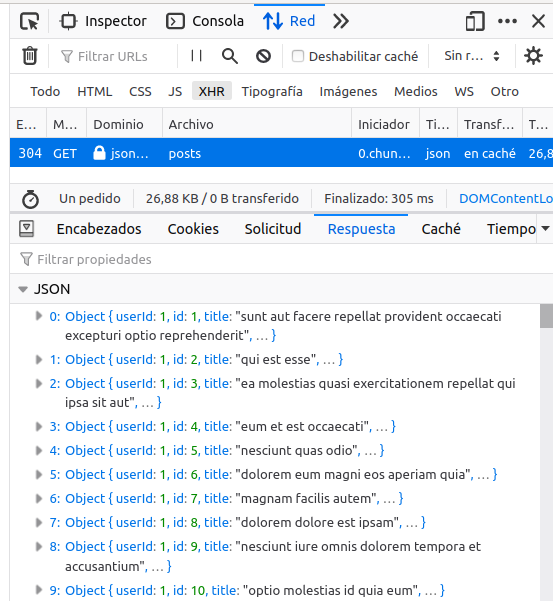 Inspector Consola Red
Filtrar URLs Deshabilitar caché Sin r...
Todo HTML CSS JS XHR Tipografía Imágenes Medios WS Otro
E... M... Dominio Archivo Iniciador Ti... Transf... T...
304 GET json... posts 0.chun... json en caché 26,8
Un pedido 26,88 KB / 0 B transferido Finalizado: 305 ms DOMContentLo
Encabezados Cookies Solicitud Respuesta Caché Tiempo
Filtrar propiedades
JSON
0: Object { userId: 1, id: 1, title: "sunt aut facere repellat provident occaecati
excepturi optio reprehenderit", ... }
1: Object { userId: 1, id: 2, title: "qui est esse", ... }
2: Object { userId: 1, id: 3, title: "ea molestias quasi exercitationem repellat qui
ipsa sit aut", ... }
3: Object { userId: 1, id: 4, title: "eum et est occaecati", ... }
4: Object { userId: 1, id: 5, title: "nesciunt quas odio", ... }
5: Object { userId: 1, id: 6, title: "dolorem eum magni eos aperiam quia", ... }
6: Object { userId: 1, id: 7, title: "magnam facilis autem", ... }
7: Object { userId: 1, id: 8, title: "dolorem dolore est ipsam", ... }
8: Object { userId: 1, id: 9, title: "nesciunt iure omnis dolorem tempora et
accusantium", ... }
9: Object { userId: 1, id: 10, title: "optio molestias id quia eum", ... }